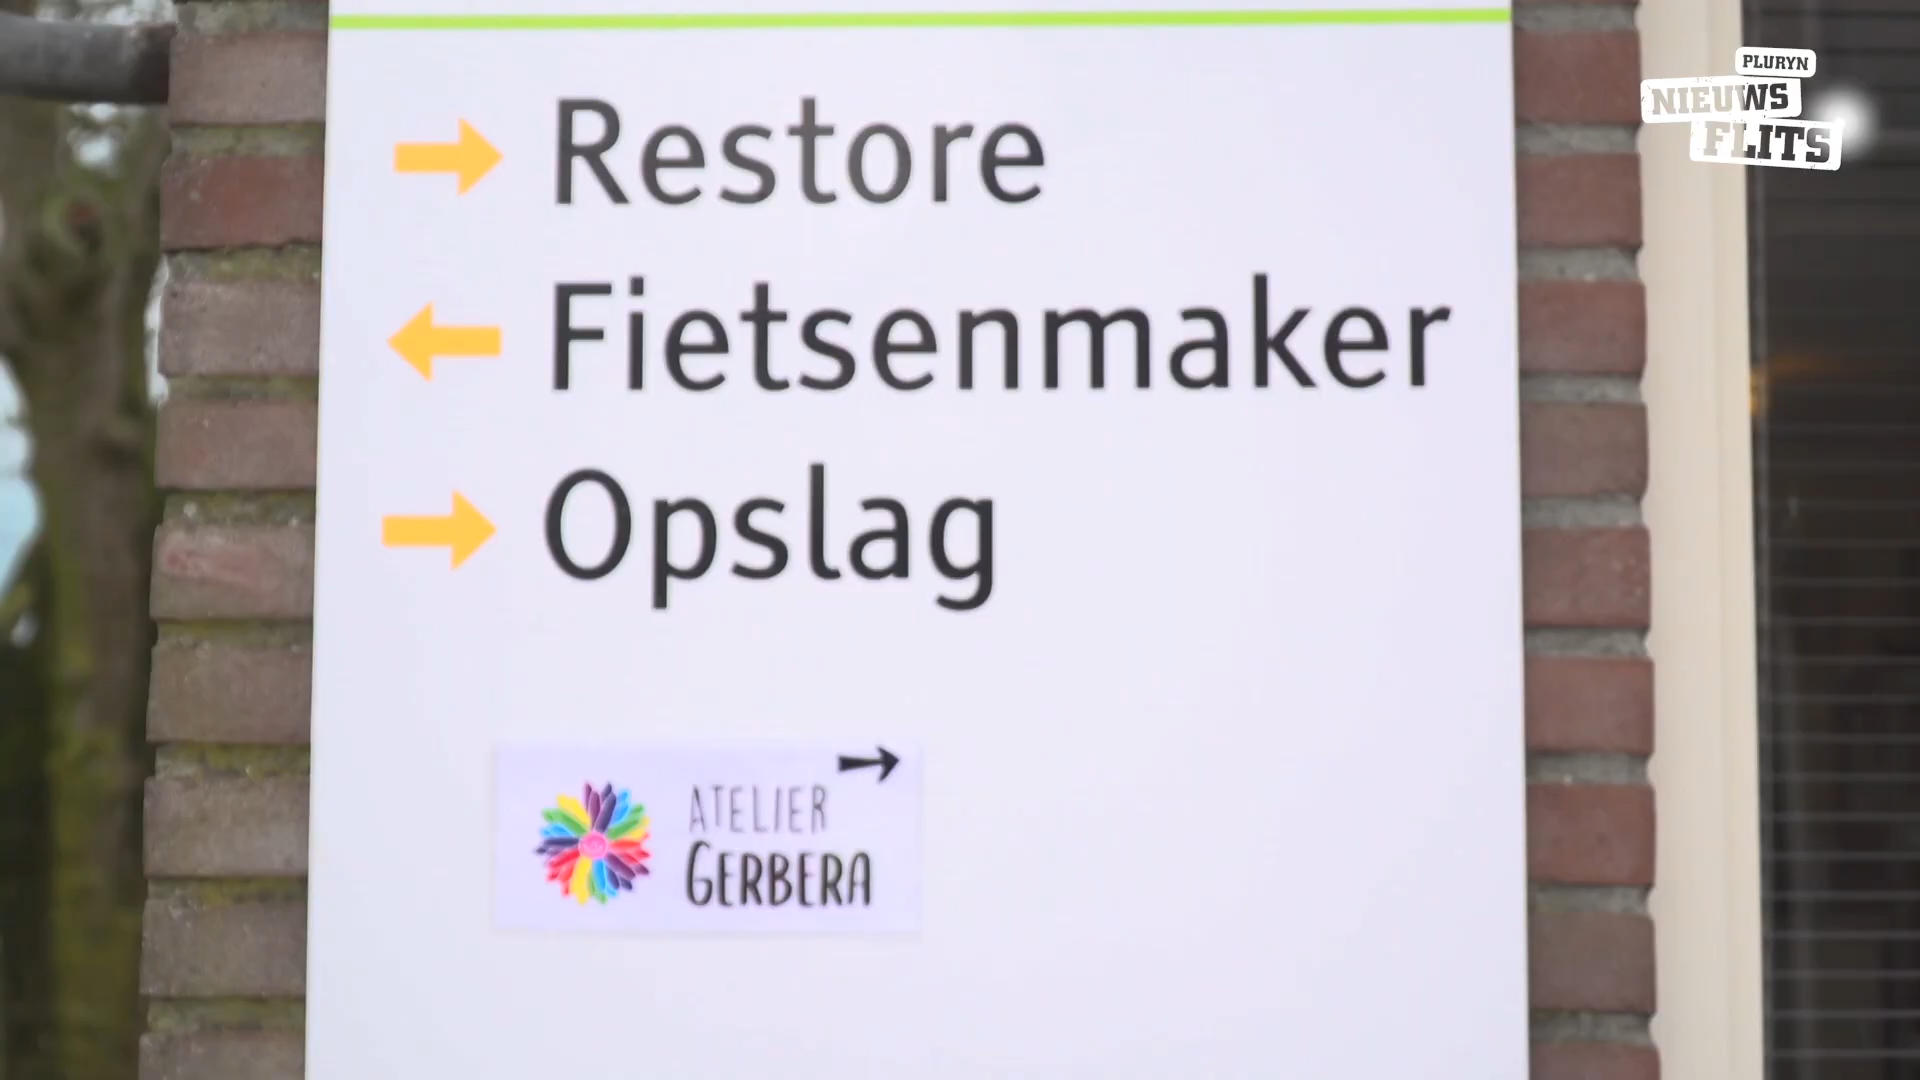 PLURYN
NIEUWS
FLITS
Restore
Fietsenmaker
Opslag
ATELIER
GERBERA